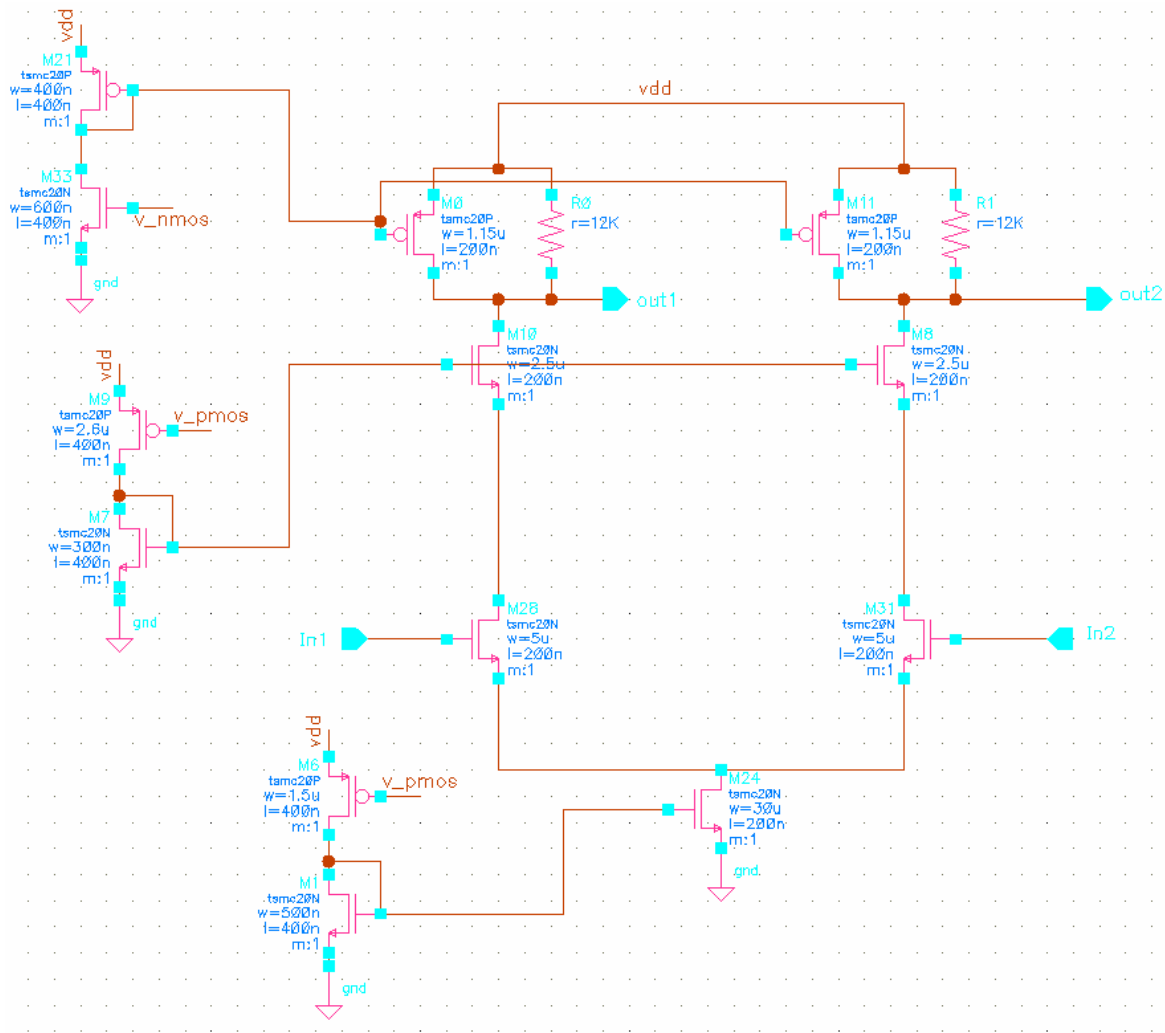 vdd
M21
tsmc20P
w=400n
l=400n
m:1
M33
tsmc20N
w=600n
l=400n
m:1
v_nmos
gnd
vdd
M0
tsmc20P
w=1.15u
l=200n
m:1
R0
r=12K
M11
tsmc20P
w=1.15u
l=200n
m:1
R1
r=12K
out1
out2
M10
tsmc20N
w=2.5u
l=200n
m:1
M8
tsmc20N
w=2.5u
l=200n
m:1
vdd
M9
tsmc20P
w=2.6u
l=400n
m:1
v_pmos
M7
tsmc20N
w=300n
l=400n
m:1
gnd
In1
M28
tsmc20N
w=5u
l=200n
m:1
M31
tsmc20N
w=5u
l=200n
m:1
In2
vdd
M6
tsmc20P
w=1.5u
l=400n
m:1
v_pmos
M24
tsmc20N
w=30u
l=200n
m:1
gnd
M1
tsmc20N
w=500n
l=400n
m:1
gnd